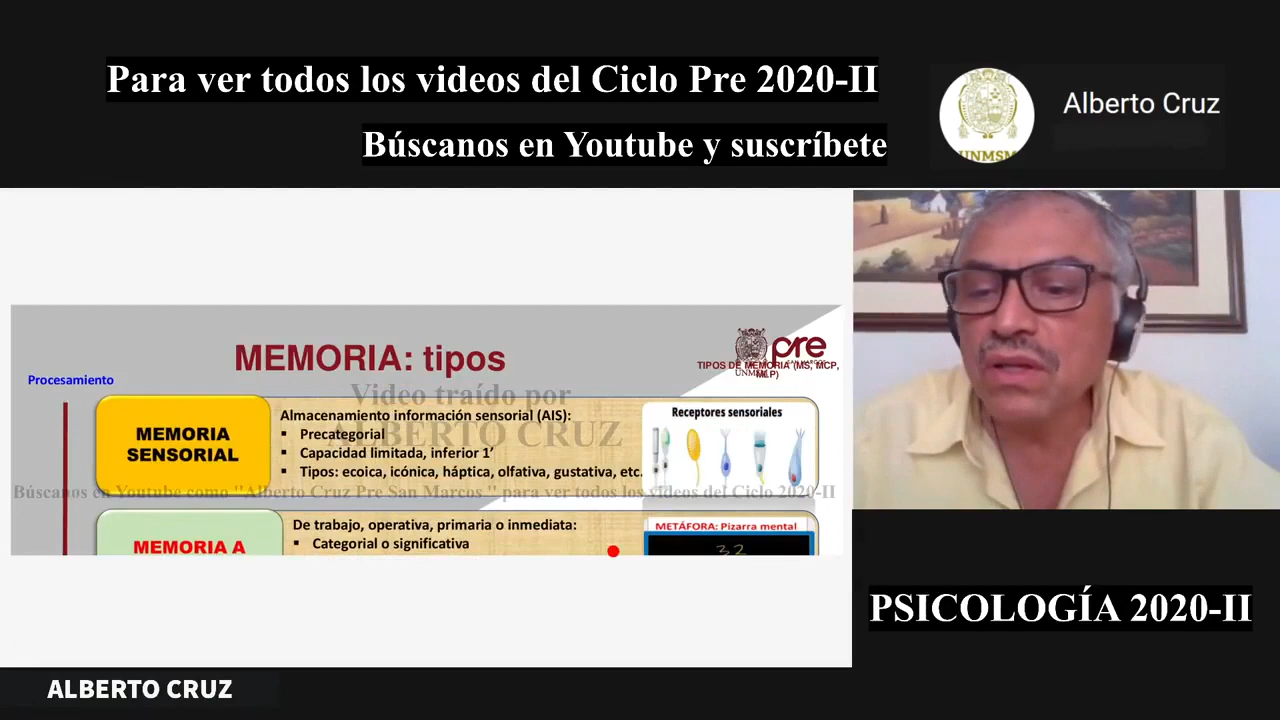 Para ver todos los videos del Ciclo Pre 2020-II
Búscanos en Youtube y suscríbete
UNMSM
Alberto Cruz
MEMORIA: tipos
pre
SAN MARCOS
UNMSM
TIPOS DE MEMORIA (MS, MCP, MLP)
Procesamiento
Video traído por
ALBERTO CRUZ
MEMORIA
SENSORIAL
Almacenamiento información sensorial (AIS):
▪ Precategorial
▪ Capacidad limitada, inferior 1’
▪ Tipos: ecoica, icónica, háptica, olfativa, gustativa, etc.
Receptores sensoriales
Búscanos en Youtube como "Alberto Cruz Pre San Marcos " para ver todos los videos del Ciclo 2020-II
MEMORIA A
De trabajo, operativa, primaria o inmediata:
▪ Categorial o significativa
METÁFORA: Pizarra mental
32
PSICOLOGÍA 2020-II
ALBERTO CRUZ